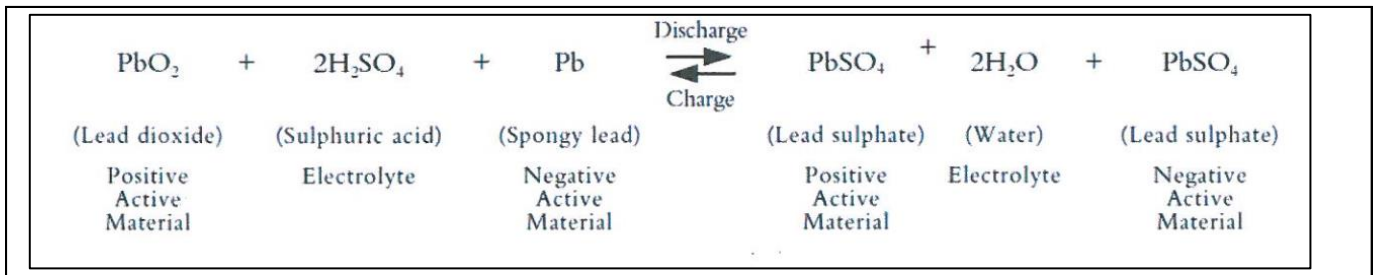 Discharge
PbO₂ + 2H₂SO₄ + Pb PbSO₄ + 2H₂O + PbSO₄
Charge
(Lead dioxide) (Sulphuric acid) (Spongy lead) (Lead sulphate) (Water) (Lead sulphate)
Positive Electrolyte Negative Positive Electrolyte Negative
Active Active Active Active
Material Material Material Material